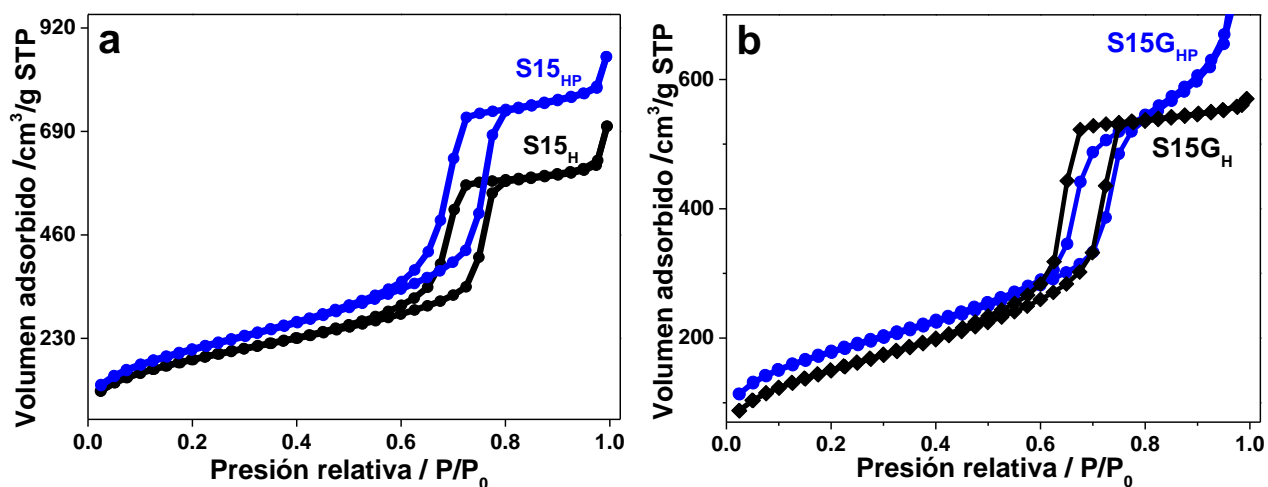 a
920
690
460
230
S15HP
S15H
0.0 0.2 0.4 0.6 0.8 1.0
Presión relativa / P/P0
Volumen adsorbido /cm3/g STP
b
600
400
200
S15GHP
S15GH
0.0 0.2 0.4 0.6 0.8 1.0
Presión relativa / P/P0
Volumen adsorbido /cm3/g STP